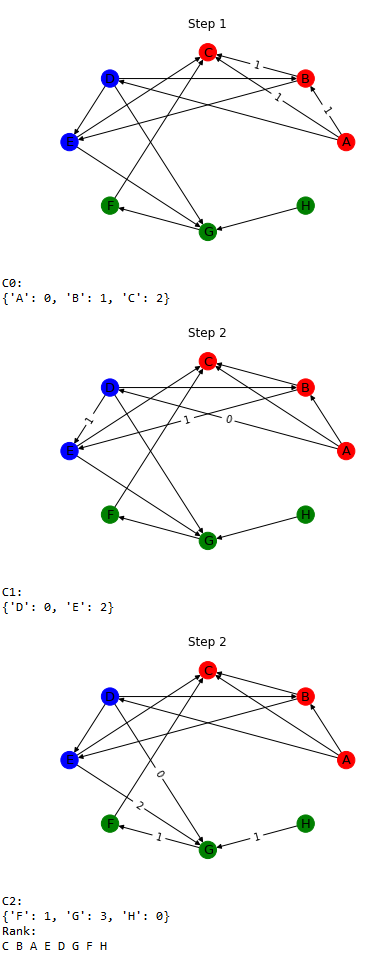 Step 1
C
1
D
B
1
1
E
A
F
H
G
C0:
{'A': 0, 'B': 1, 'C': 2}
Step 2
C
D
B
1
1
0
E
A
F
H
G
C1:
{'D': 0, 'E': 2}
Step 2
C
D
B
E
A
0
2
F
H
1
1
G
C2:
{'F': 1, 'G': 3, 'H': 0}
Rank:
C B A E D G F H